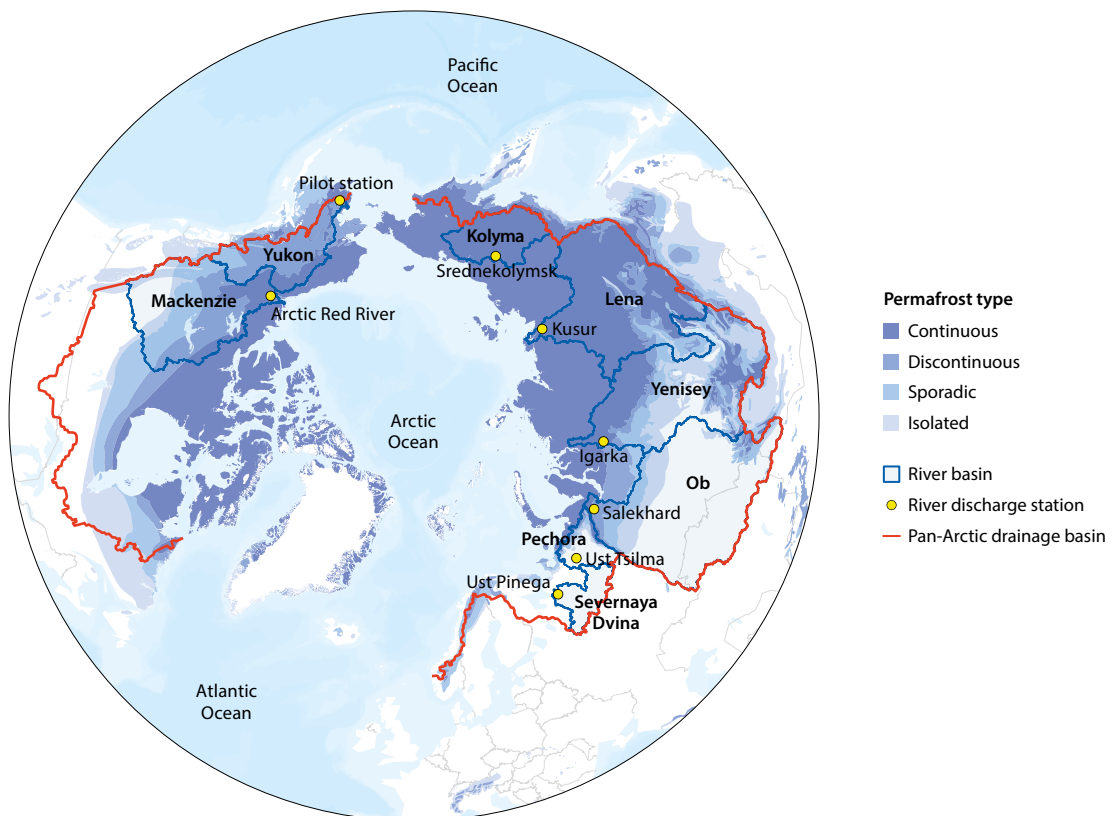 Pacific
Ocean
Pilot station
Kolyma
Yukon
Srednekolymsk
Mackenzie
Lena
Arctic Red River
Kusur
Yenisey
Arctic
Ocean
Igarka
Ob
Salekhard
Pechora
Ust Tsilma
Ust Pinega
Severnaya
Dvina
Atlantic
Ocean
Permafrost type
Continuous
Discontinuous
Sporadic
Isolated
River basin
River discharge station
Pan-Arctic drainage basin